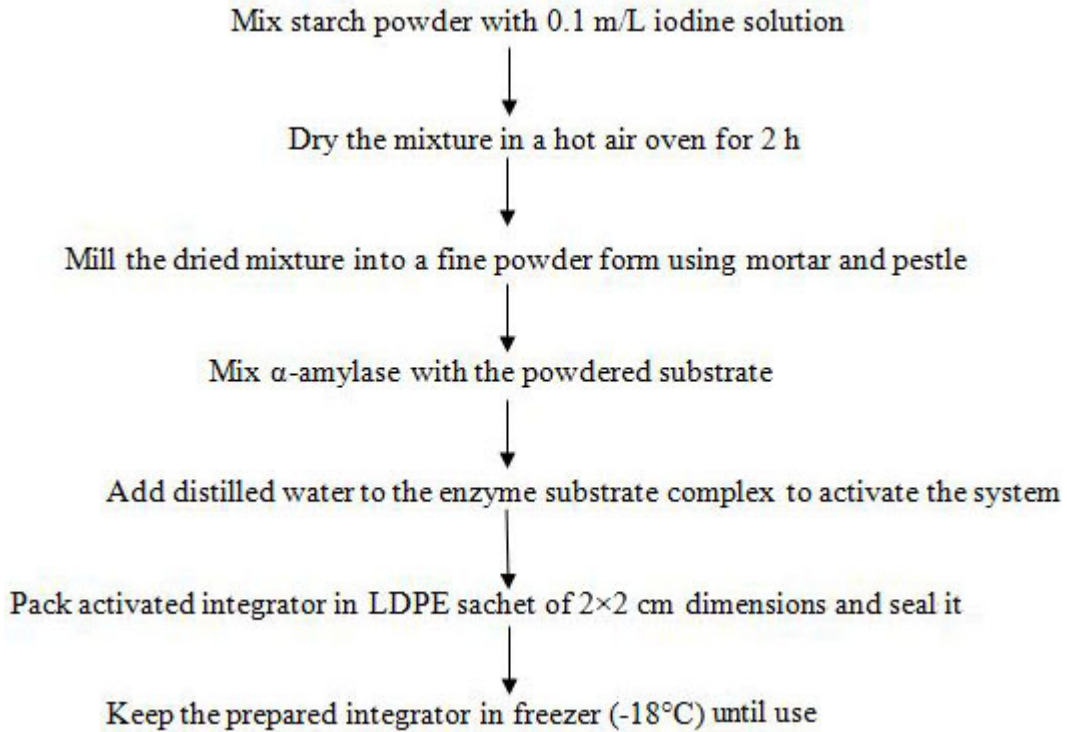 Mix starch powder with 0.1 m/L iodine solution
Dry the mixture in a hot air oven for 2 h
Mill the dried mixture into a fine powder form using mortar and pestle
Mix α-amylase with the powdered substrate
Add distilled water to the enzyme substrate complex to activate the system
Pack activated integrator in LDPE sachet of 2×2 cm dimensions and seal it
Keep the prepared integrator in freezer (-18°C) until use